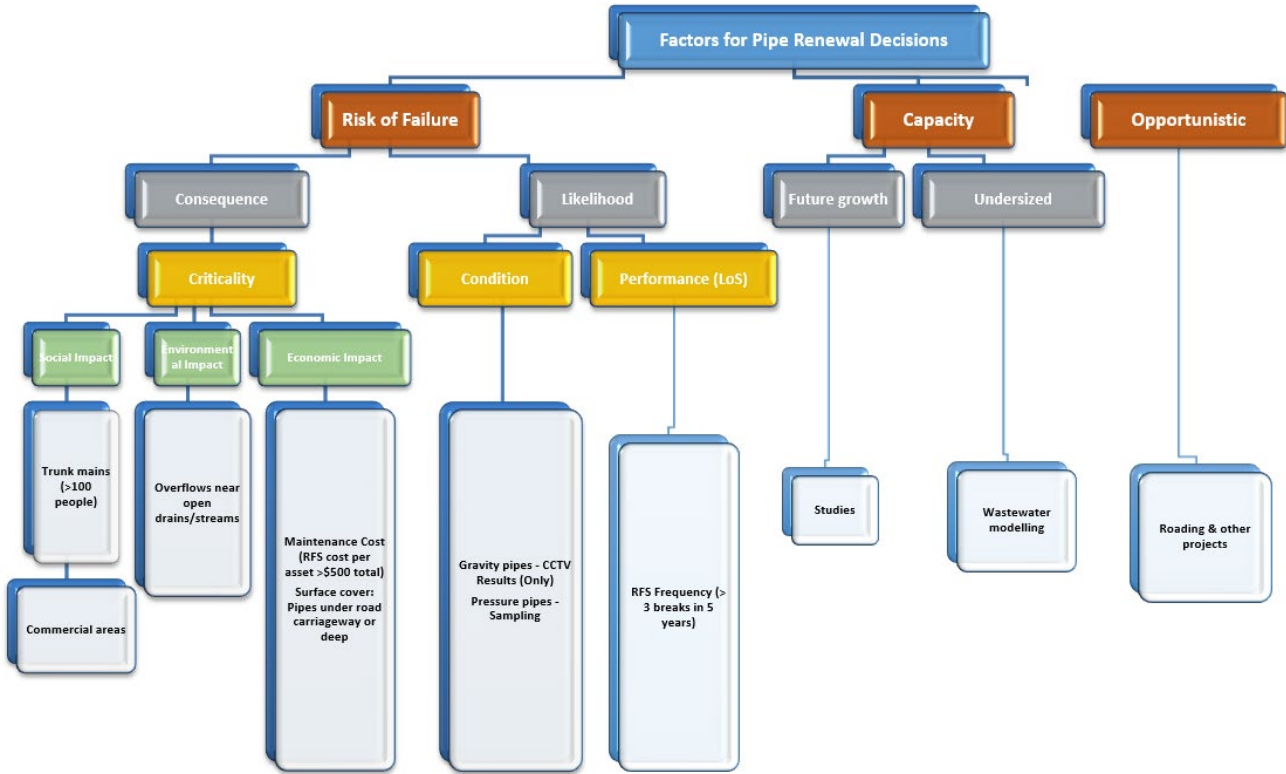 Factors for Pipe Renewal Decisions
Risk of Failure
Capacity
Opportunistic
Consequence
Likelihood
Future growth
Undersized
Criticality
Condition
Performance (LoS)
Social Impact
Environment
al Impact
Economic Impact
Trunk mains
(>100
people)
Commercial areas
Overflows near
open
drains/streams
Maintenance Cost
(RFS cost per
asset >$500 total)
Surface cover:
Pipes under road
carriageway or
deep
Gravity pipes - CCTV
Results (Only)
Pressure pipes -
Sampling
RFS Frequency (>
3 breaks in 5
years)
Studies
Wastewater
modelling
Roading & other
projects